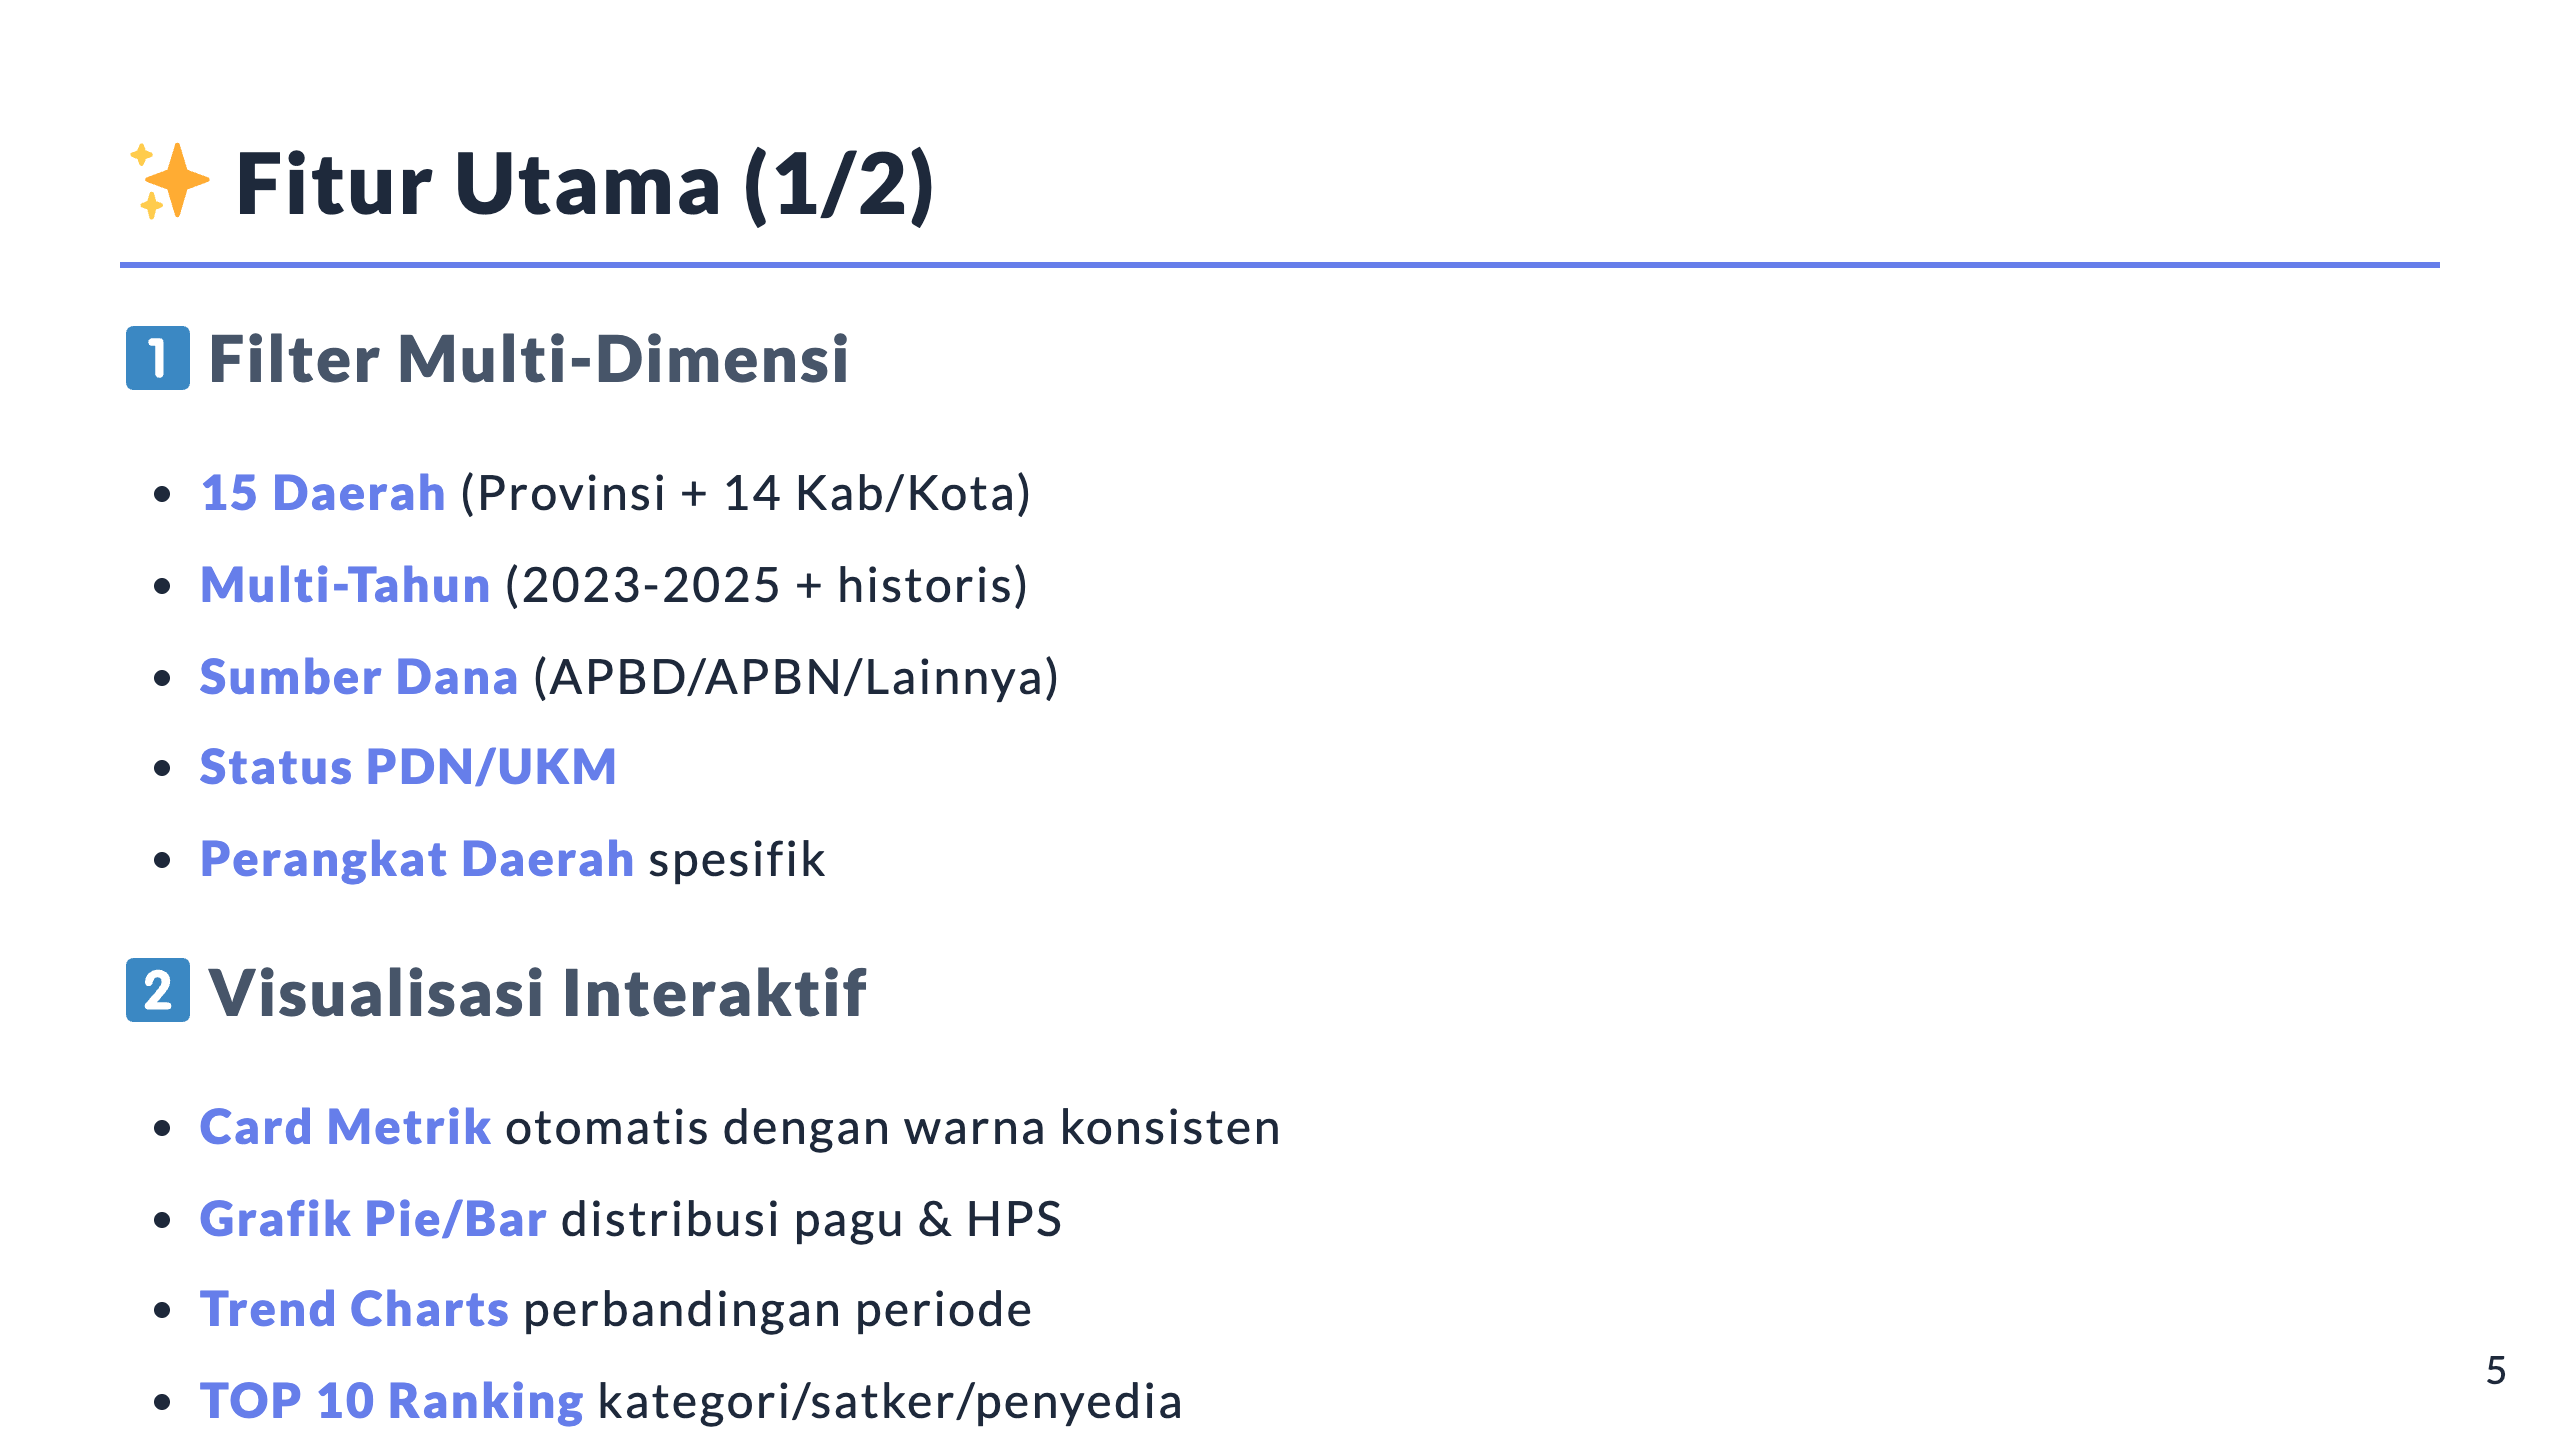 ✨ Fitur Utama (1/2)
1 Filter Multi-Dimensi
• 15 Daerah (Provinsi + 14 Kab/Kota)
• Multi-Tahun (2023-2025 + historis)
• Sumber Dana (APBD/APBN/Lainnya)
• Status PDN/UKM
• Perangkat Daerah spesifik
2 Visualisasi Interaktif
• Card Metrik otomatis dengan warna konsisten
• Grafik Pie/Bar distribusi pagu & HPS
• Trend Charts perbandingan periode
• TOP 10 Ranking kategori/satker/penyedia
5